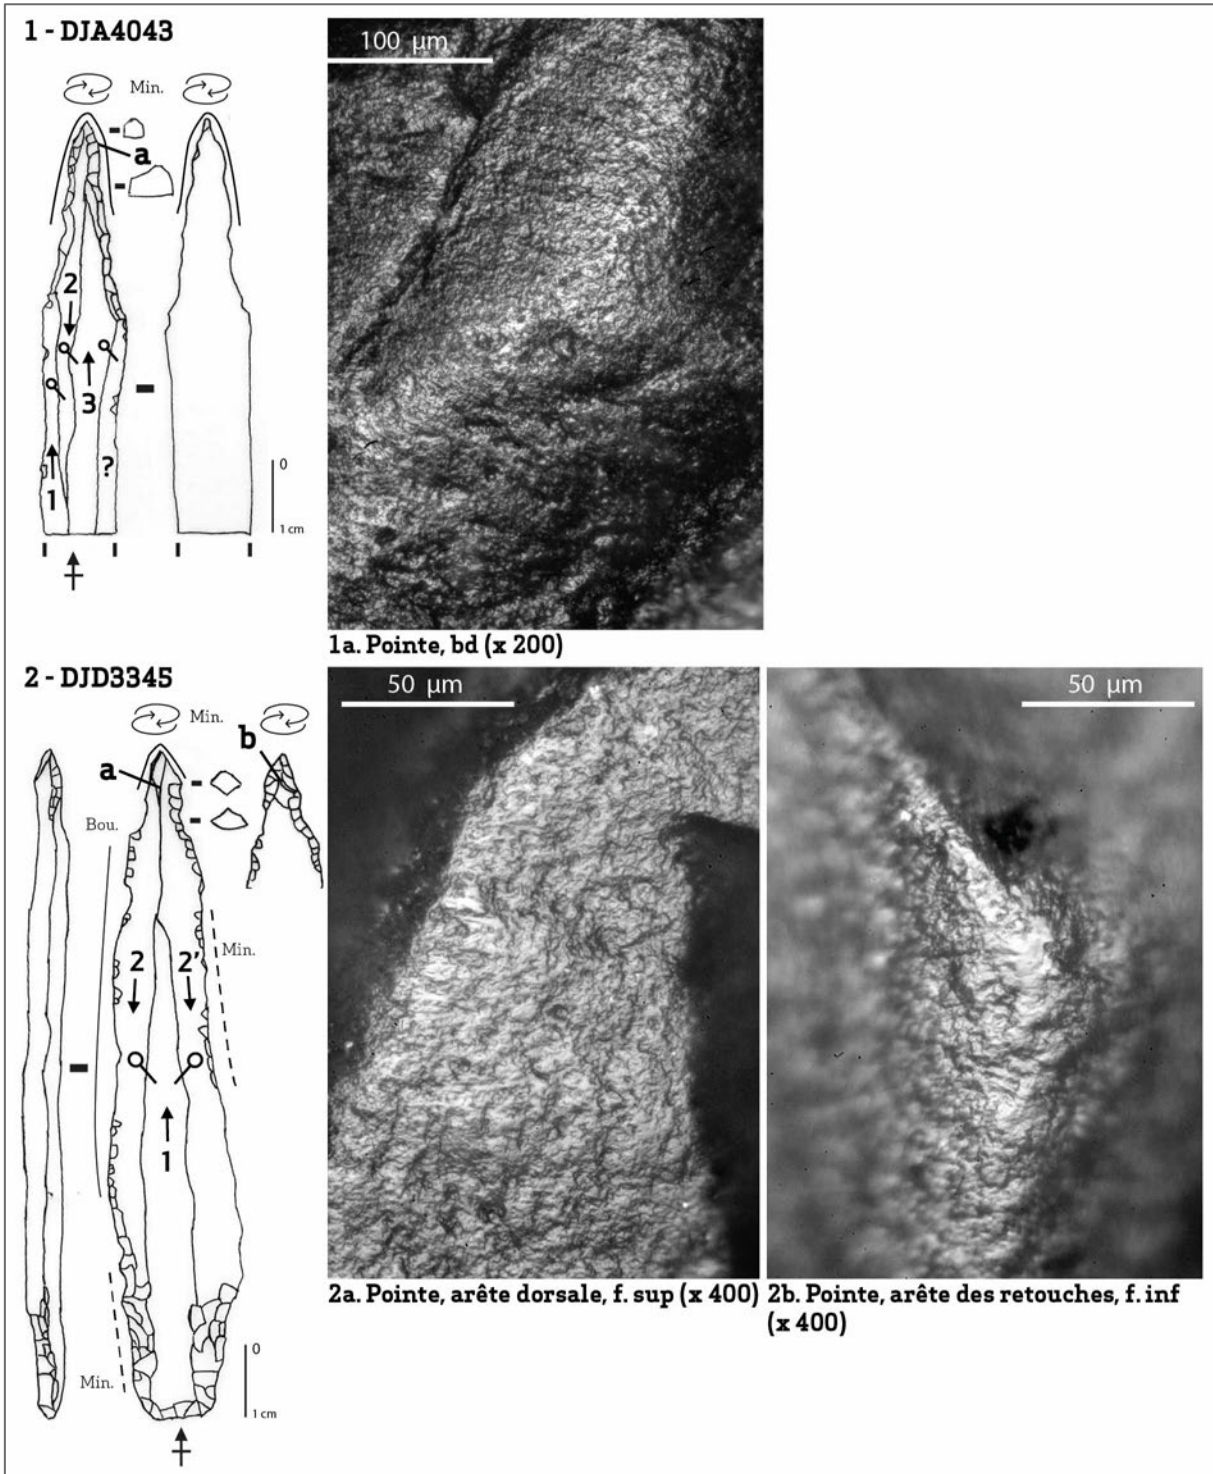 1 - DJA4043
Min.
a
2
3
1
?
0
1 cm
100 µm
1a. Pointe, bd (x 200)
2 - DJD3345
Min.
b
a
Bou.
2
2'
Min.
1
Min.
0
1 cm
50 µm
2a. Pointe, arête dorsale, f. sup (x 400)
50 µm
2b. Pointe, arête des retouches, f. inf
(x 400)